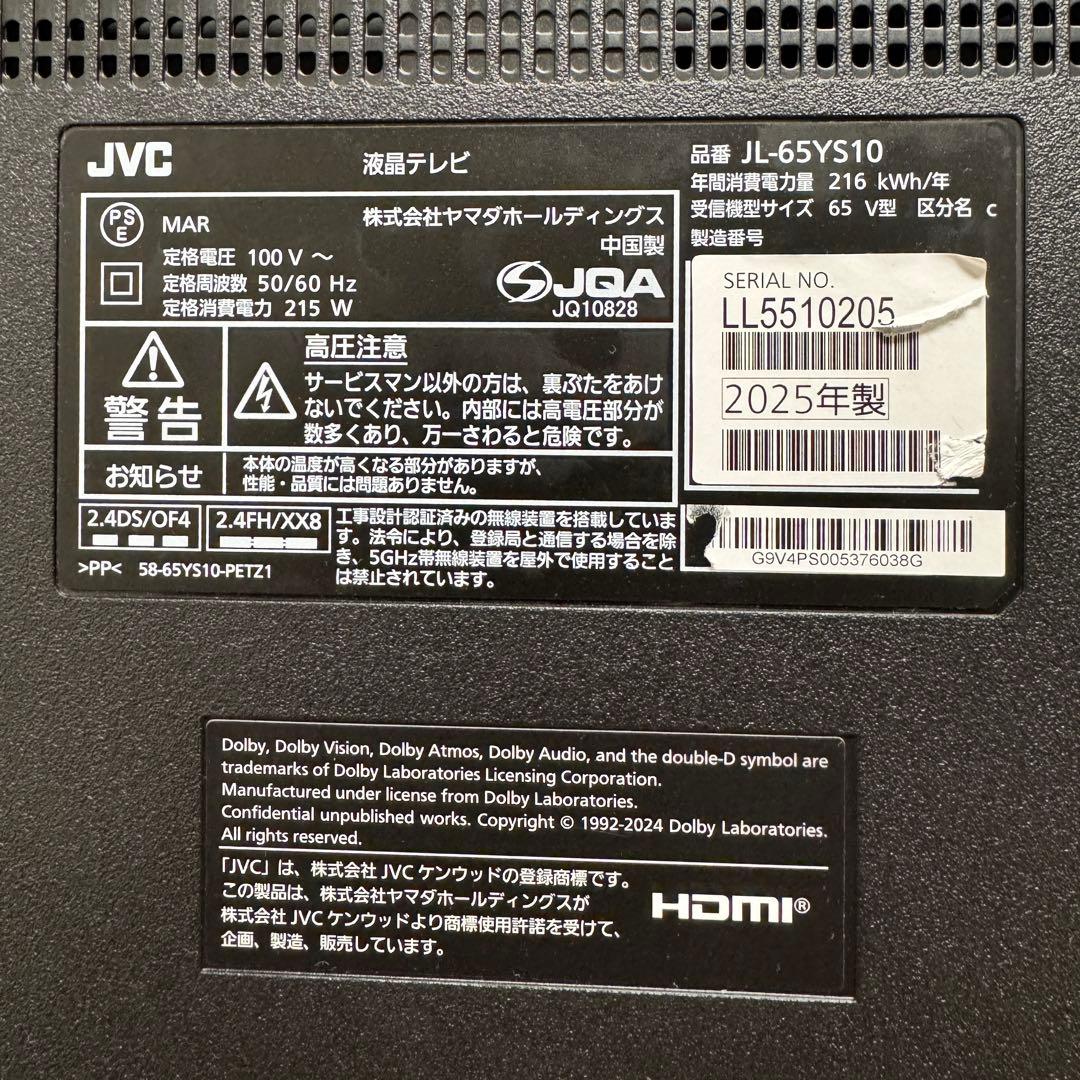 JVC
液晶テレビ
品番 JL-65YS10
年間消費電力量 216 kWh/年
受信機型サイズ 65 V型 区分名 c
製造番号
PS
E
MAR
株式会社ヤマダホールディングス
中国製
定格電圧 100 V ～
定格周波数 50/60 Hz
定格消費電力 215 W
JQA
JQ10828
SERIAL NO.
LL5510205
2025年製
警告
高圧注意
サービスマン以外の方は、裏ぶたをあけ
ないでください。内部には高電圧部分が
数多くあり、万一さわると危険です。
お知らせ
本体の温度が高くなる部分がありますが、
性能・品質には問題ありません。
2.4DS/OF4
2.4FH/XX8
工事設計認証済みの無線装置を搭載していま
す。法令により、登録局と通信する場合を除
き、5GHz帯無線装置を屋外で使用すること
は禁止されています。
>PP< 58-65YS10-PETZ1
G9V4PS005376038G
Dolby, Dolby Vision, Dolby Atmos, Dolby Audio, and the double-D symbol are
trademarks of Dolby Laboratories Licensing Corporation.
Manufactured under license from Dolby Laboratories.
Confidential unpublished works. Copyright © 1992-2024 Dolby Laboratories.
All rights reserved.
「JVC」は、株式会社 JVC ケンウッドの登録商標です。
この製品は、株式会社ヤマダホールディングスが
株式会社 JVC ケンウッドより商標使用許諾を受けて、
企画、製造、販売しています。
HDMI®